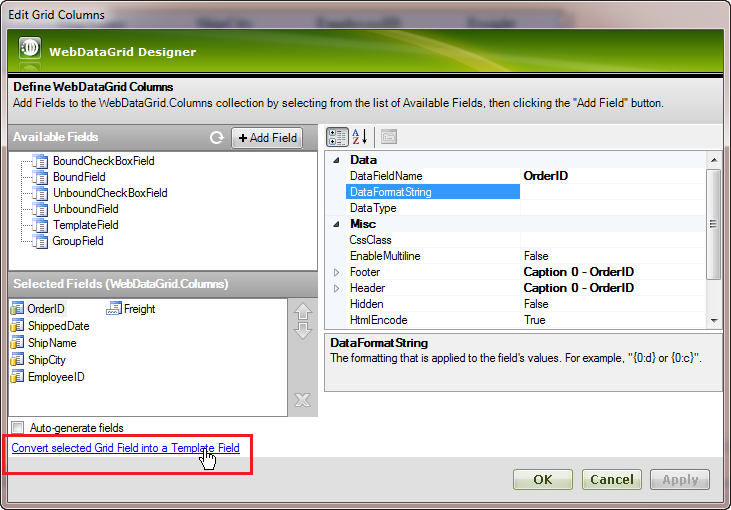 Edit Grid Columns
WebDataGrid Designer
Define WebDataGrid Columns
Add Fields to the WebDataGrid.Columns collection by selecting from the list of Available Fields, then clicking the "Add Field" button.
Available Fields
+ Add Field
BoundCheckBoxField
BoundField
UnboundCheckBoxField
UnboundField
TemplateField
GroupField
Selected Fields (WebDataGrid.Columns)
OrderID
ShippedDate
ShipName
ShipCity
EmployeeID
Freight
Auto-generate fields
Convert selected Grid Field into a Template Field
Data
DataFieldName OrderID
DataFormatString
DataType
Misc
CssClass
EnableMultiline False
Footer Caption 0 - OrderID
Header Caption 0 - OrderID
Hidden False
HtmlEncode True
DataFormatString
The formatting that is applied to the field's values. For example, "{0:d} or {0:c}".
OK
Cancel
Apply